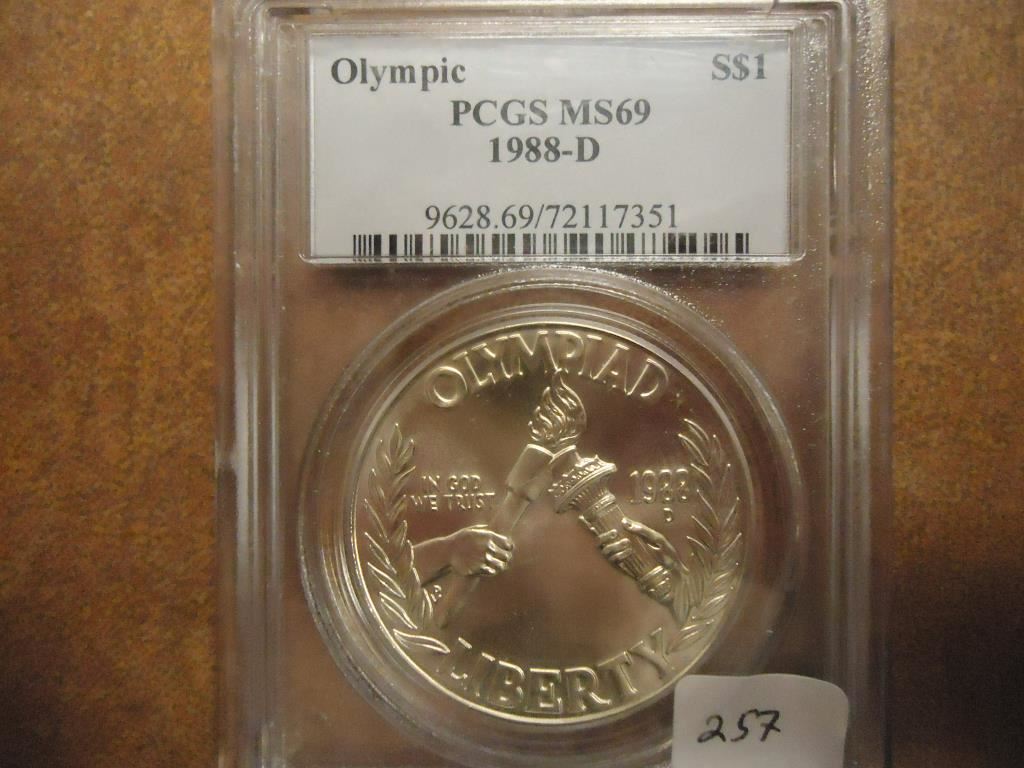 Olympic S$1
PCGS MS69
1988-D
9628.69/72117351
OLYMPIAD
IN GOD
WE TRUST
1988
D
LIBERTY
257